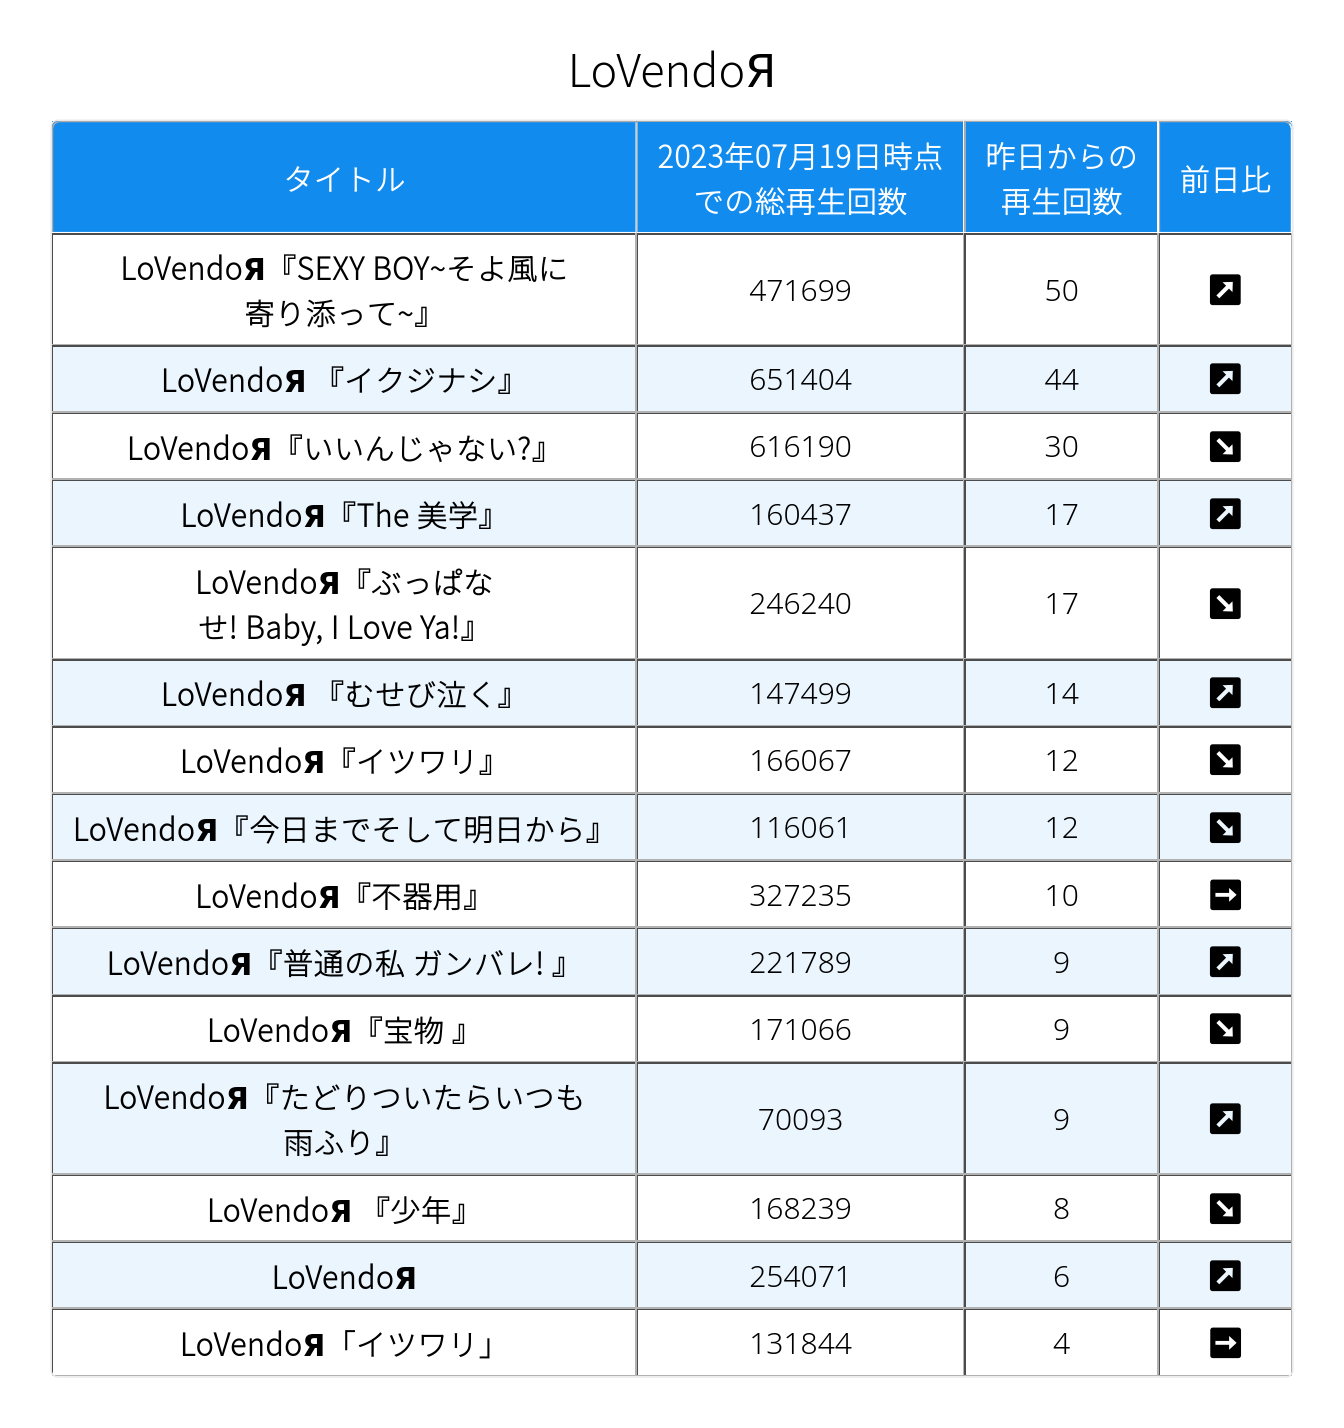 LoVendoЯ
タイトル
2023年07月19日時点
での総再生回数
昨日からの
再生回数
前日比
LoVendoЯ『SEXY BOY~そよ風に
寄り添って~』
471699
50
↗
LoVendoЯ 『イクジナシ』
651404
44
↗
LoVendoЯ『いいんじゃない?』
616190
30
↘
LoVendoЯ『The 美学』
160437
17
↗
LoVendoЯ『ぶっぱな
せ! Baby, I Love Ya!』
246240
17
↘
LoVendoЯ 『むせび泣く』
147499
14
↗
LoVendoЯ『イツワリ』
166067
12
↘
LoVendoЯ『今日までそして明日から』
116061
12
↘
LoVendoЯ『不器用』
327235
10
→
LoVendoЯ『普通の私 ガンバレ! 』
221789
9
↗
LoVendoЯ『宝物 』
171066
9
↘
LoVendoЯ『たどりついたらいつも
雨ふり』
70093
9
↗
LoVendoЯ 『少年』
168239
8
↘
LoVendoЯ
254071
6
↗
LoVendoЯ「イツワリ」
131844
4
→